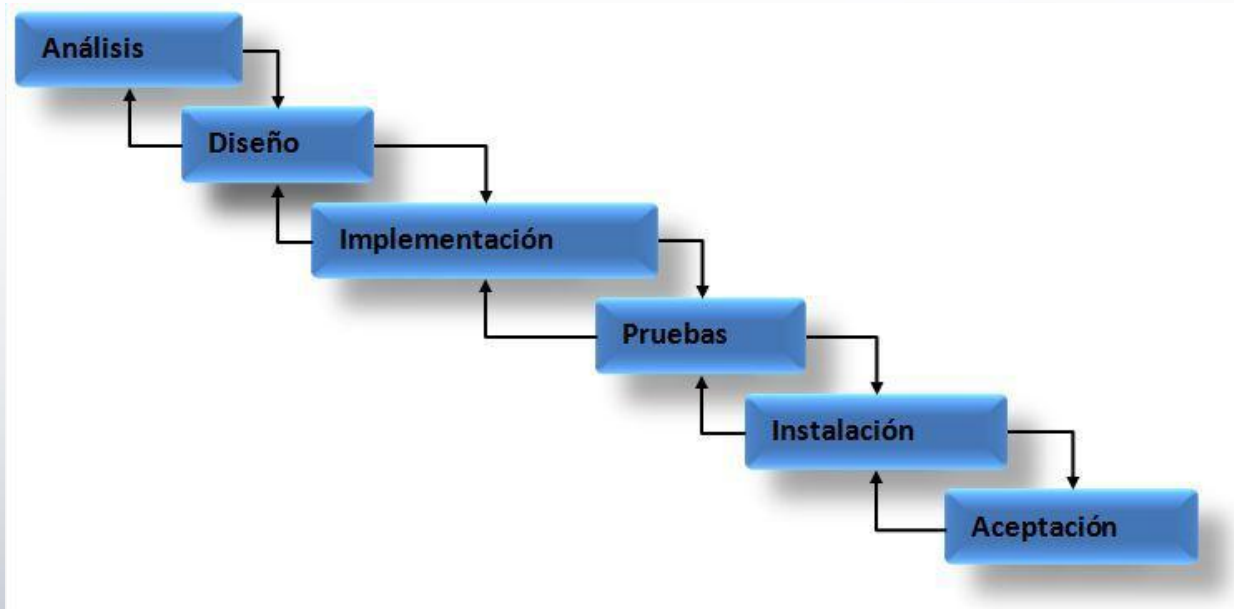 Análisis
Diseño
Implementación
Pruebas
Instalación
Aceptación